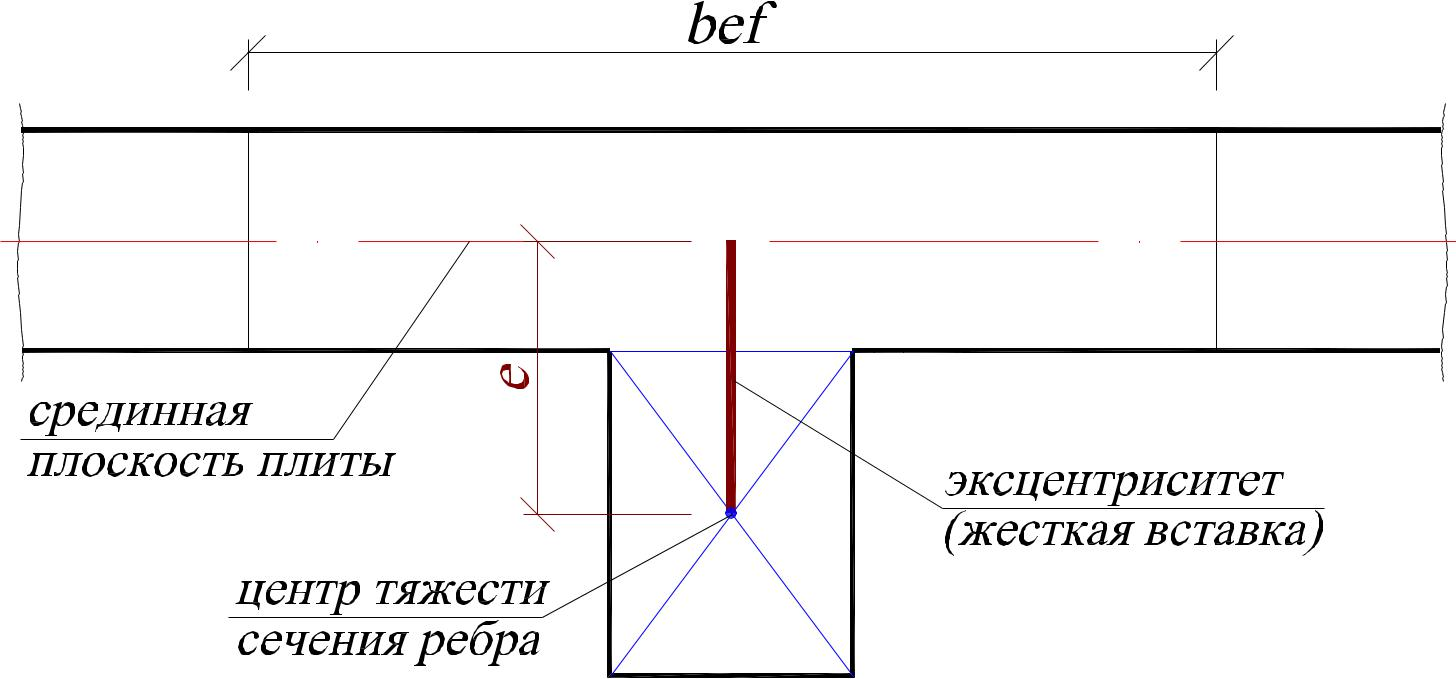 bef
e
срединная
плоскость плиты
эксцентриситет
(жесткая вставка)
центр тяжести
сечения ребра